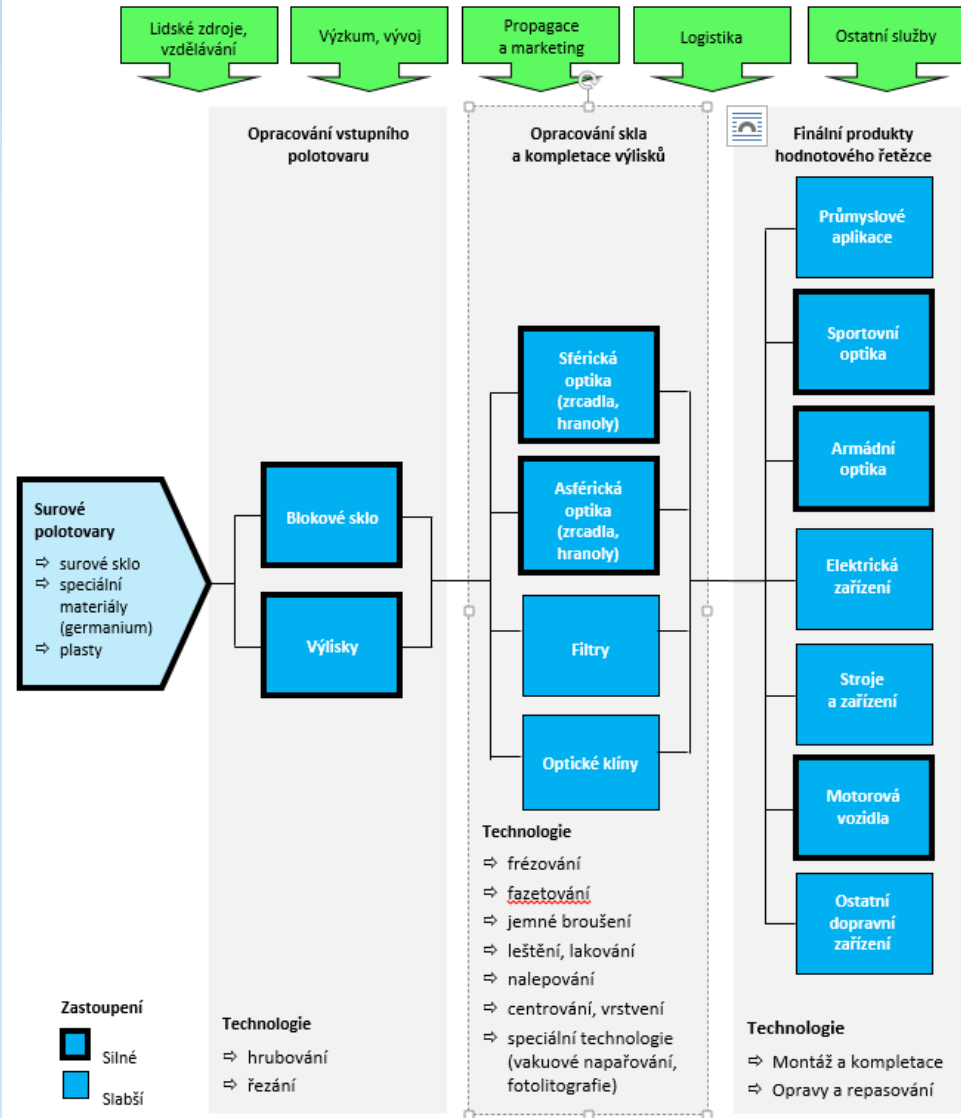 Lidské zdroje,
vzdělávání
Výzkum, vývoj
Propagace
a marketing
Logistika
Ostatní služby
Opracování vstupního
polotovaru
Opracování skla
a kompletace výlisků
Finální produkty
hodnotového řetězce
Surové
polotovary
⇨ surové sklo
⇨ speciální
materiály
(germanium)
⇨ plasty
Blokové sklo
Výlisky
Sférická
optika
(zrcadla,
hranoly)
Asférická
optika
(zrcadla,
hranoly)
Filtry
Optické klíny
Průmyslové
aplikace
Sportovní
optika
Armádní
optika
Elektrická
zařízení
Stroje
a zařízení
Motorová
vozidla
Ostatní
dopravní
zařízení
Zastoupení
Silné
Slabší
Technologie
⇨ hrubování
⇨ řezání
Technologie
⇨ frézování
⇨ fazetování
⇨ jemné broušení
⇨ leštění, lakování
⇨ nalepování
⇨ centrování, vrstvení
⇨ speciální technologie
(vakuové napařování,
fotolitografie)
Technologie
⇨ Montáž a kompletace
⇨ Opravy a repasování